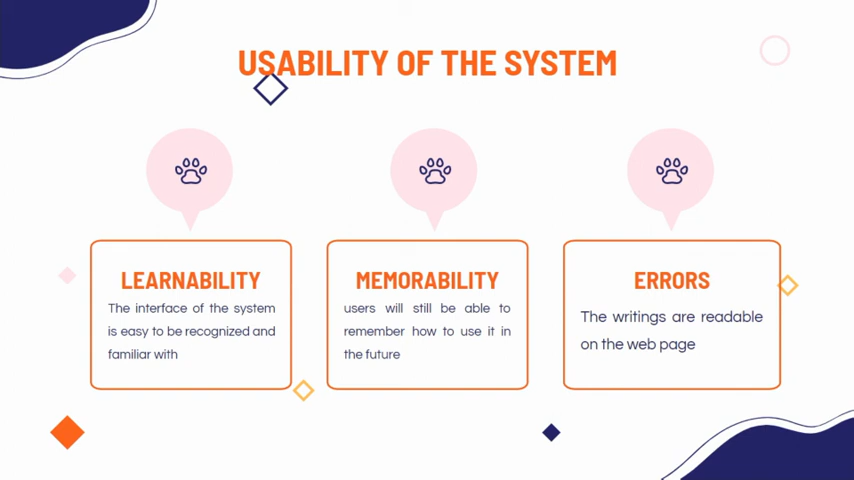 USABILITY OF THE SYSTEM
LEARNABILITY
The interface of the system
is easy to be recognized and
familiar with
MEMORABILITY
users will still be able to
remember how to use it in
the future
ERRORS
The writings are readable
on the web page